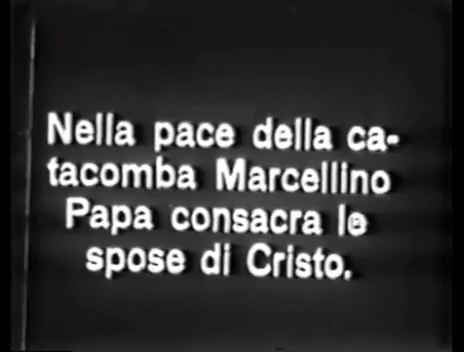 Nella pace della ca-
tacomba Marcellino
Papa consacra le
spose di Cristo.